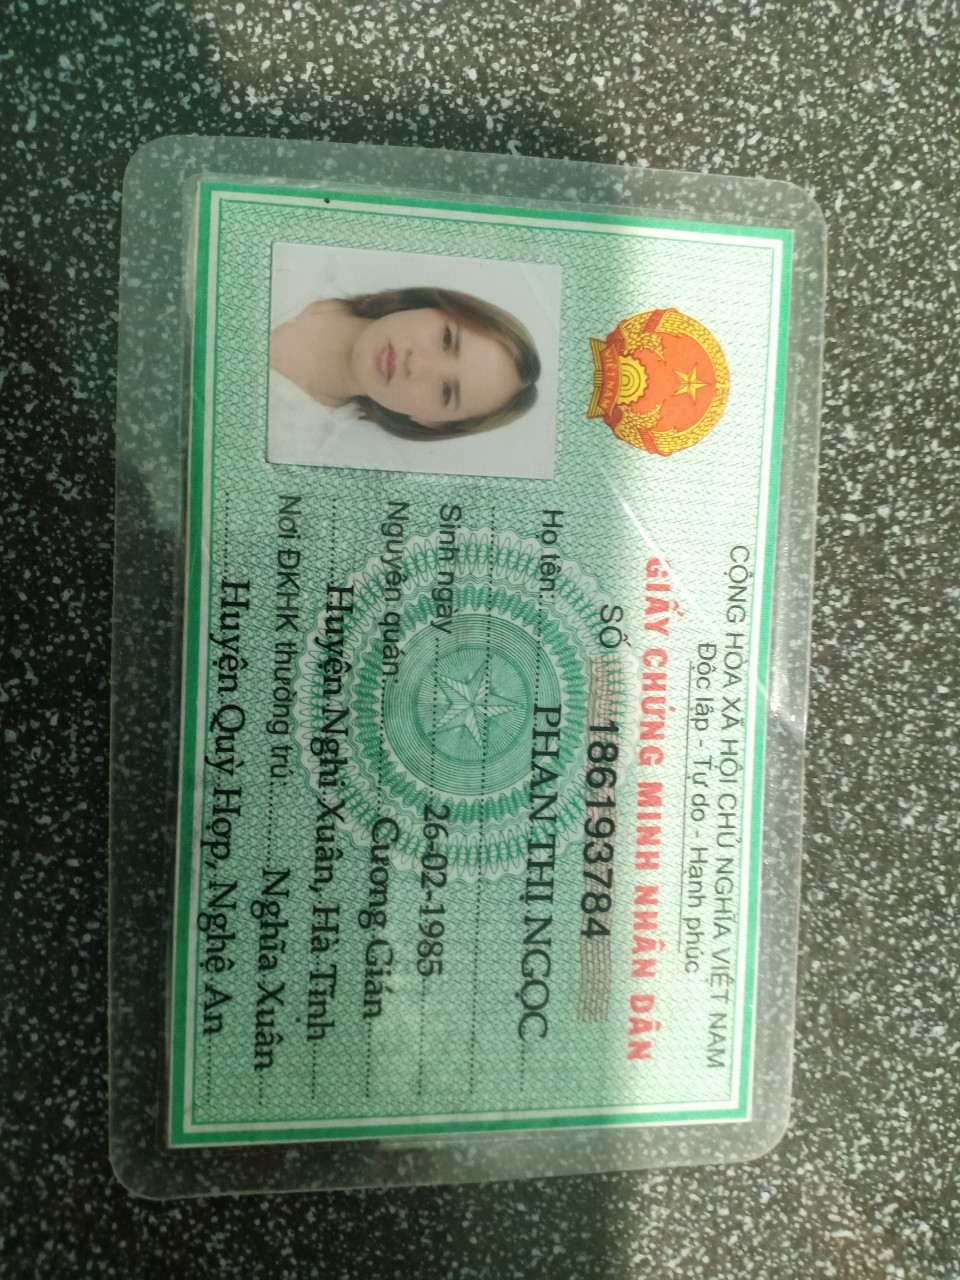 CỘNG HÒA XÃ HỘI CHỦ NGHĨA VIỆT NAM
Độc lập - Tự do - Hạnh phúc
GIẤY CHỨNG MINH NHÂN DÂN
SỐ 186193784
Họ tên: PHAN THỊ NGỌC
Sinh ngày 26-02-1985
Nguyên quán Cương Gián
Huyện Nghi Xuân, Hà Tĩnh
Nơi ĐKHK thường trú Nghĩa Xuân
Huyện Quỳ Hợp, Nghệ An
VIỆT NAM